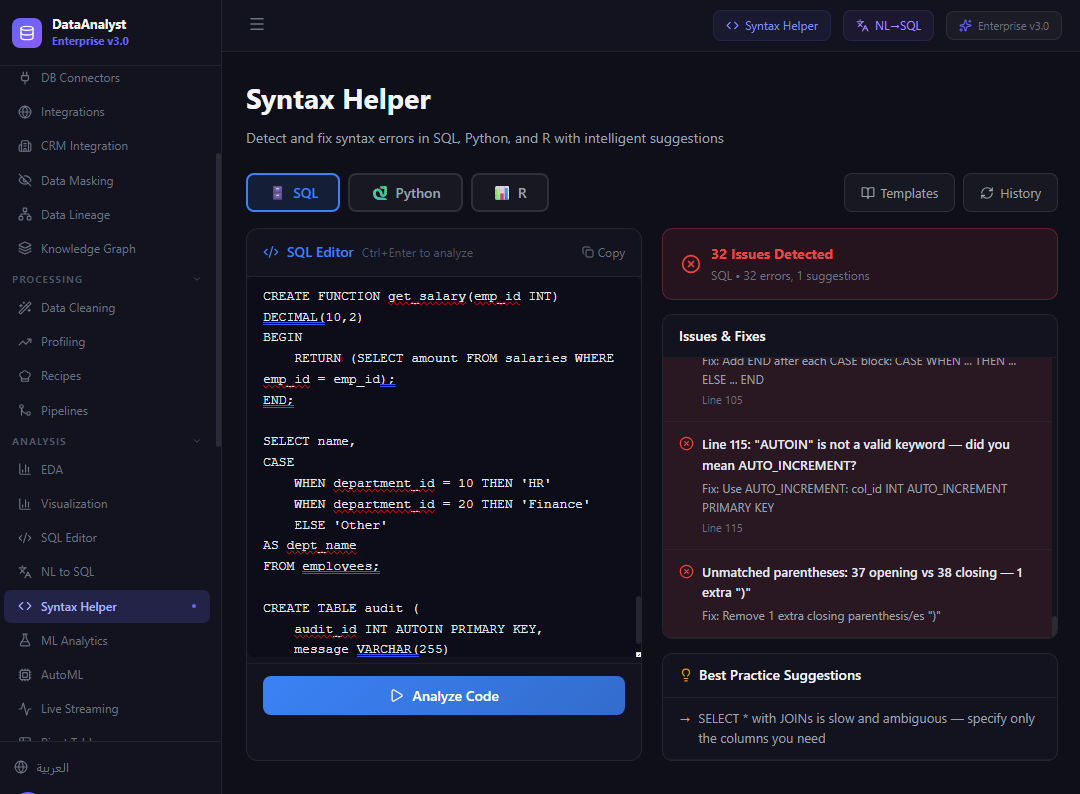 DataAnalyst
Enterprise v3.0
DB Connectors
Integrations
CRM Integration
Data Masking
Data Lineage
Knowledge Graph
PROCESSING
Data Cleaning
Profiling
Recipes
Pipelines
ANALYSIS
EDA
Visualization
SQL Editor
NL to SQL
Syntax Helper
ML Analytics
AutoML
Live Streaming
العربية
Syntax Helper
NL→SQL
Enterprise v3.0
Syntax Helper
Detect and fix syntax errors in SQL, Python, and R with intelligent suggestions
SQL
Python
R
Templates
History
SQL Editor Ctrl+Enter to analyze
Copy
CREATE FUNCTION get_salary(emp_id INT)
DECIMAL(10,2)
BEGIN
    RETURN (SELECT amount FROM salaries WHERE
emp_id = emp_id);
END;
SELECT name,
CASE
    WHEN department_id = 10 THEN 'HR'
    WHEN department_id = 20 THEN 'Finance'
    ELSE 'Other'
AS dept_name
FROM employees;
CREATE TABLE audit (
    audit_id INT AUTOIN PRIMARY KEY,
    message VARCHAR(255)
Analyze Code
32 Issues Detected
SQL • 32 errors, 1 suggestions
Issues & Fixes
Fix: Add END after each CASE block: CASE WHEN ... THEN ...
ELSE ... END
Line 105
Line 115: "AUTOIN" is not a valid keyword — did you
mean AUTO_INCREMENT?
Fix: Use AUTO_INCREMENT: col_id INT AUTO_INCREMENT
PRIMARY KEY
Line 115
Unmatched parentheses: 37 opening vs 38 closing — 1
extra ")"
Fix: Remove 1 extra closing parenthesis/es ")"
Best Practice Suggestions
→ SELECT * with JOINs is slow and ambiguous — specify only
the columns you need